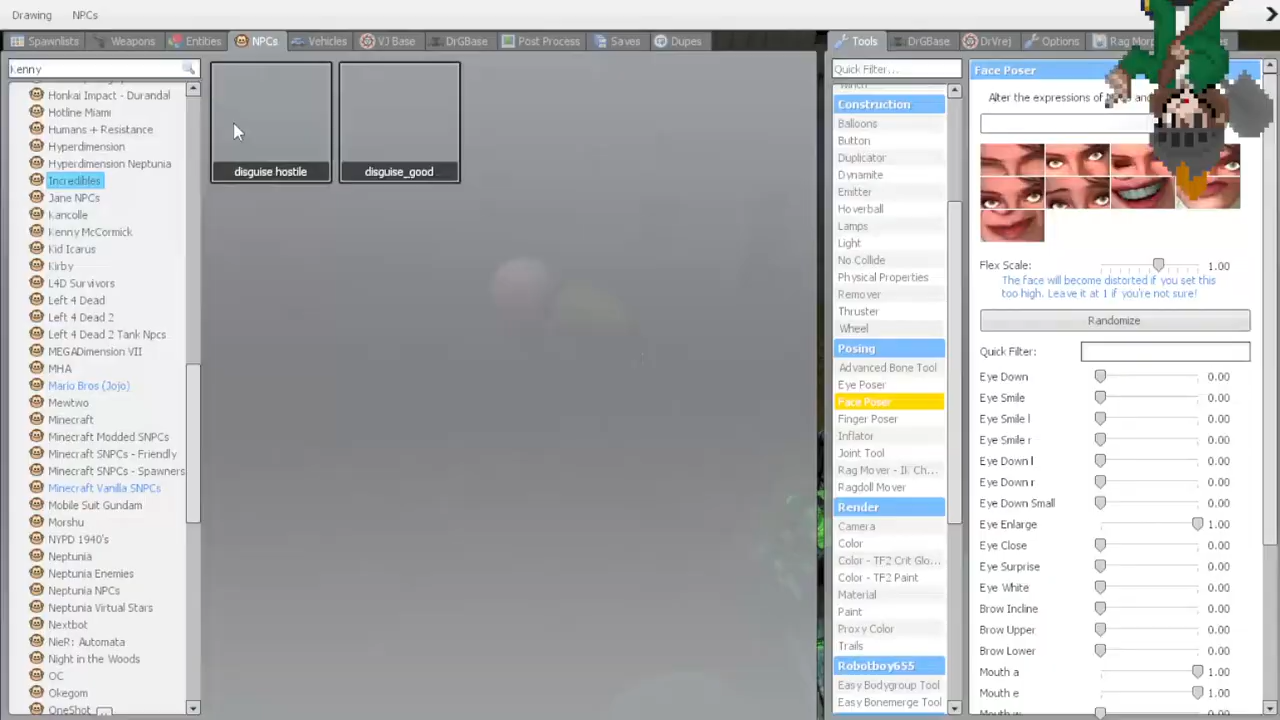 Drawing NPCs
Spawnlists Weapons Entities NPCs Vehicles VJ Base DrGBase Post Process Saves Dupes
kenny
Honkai Impact - Durandal
Hotline Miami
Humans + Resistance
Hyperdimension
Hyperdimension Neptunia
Incredibles
Jane NPCs
kancolle
Kenny McCormick
Kid Icarus
Kirby
L4D Survivors
Left 4 Dead
Left 4 Dead 2
Left 4 Dead 2 Tank Npcs
MEGADimension VII
MHA
Mario Bros (Jojo)
Mewtwo
Minecraft
Minecraft Modded SNPCs
Minecraft SNPCs - Friendly
Minecraft SNPCs - Spawners
Minecraft Vanilla SNPCs
Mobile Suit Gundam
Morshu
NYPD 1940's
Neptunia
Neptunia Enemies
Neptunia NPCs
Neptunia Virtual Stars
Nextbot
NieR: Automata
Night in the Woods
OC
Okegom
OneShot
disguise hostile
disguise_good
Tools DrGBase DrVrej Options Rag Mor
Quick Filter...
Winch
Construction
Balloons
Button
Duplicator
Dynamite
Emitter
Hoverball
Lamps
Light
No Collide
Physical Properties
Remover
Thruster
Wheel
Posing
Advanced Bone Tool
Eye Poser
Face Poser
Finger Poser
Inflator
Joint Tool
Rag Mover - Ik Ch...
Ragdoll Mover
Render
Camera
Color
Color - TF2 Crit Glo...
Color - TF2 Paint
Material
Paint
Proxy Color
Trails
Robotboy655
Easy Bodygroup Tool
Easy Bonemerge Tool
Face Poser
Alter the expressions of
Flex Scale: 1.00
The face will become distorted if you set this
too high. Leave it at 1 if you're not sure!
Randomize
Quick Filter:
Eye Down 0.00
Eye Smile 0.00
Eye Smile l 0.00
Eye Smile r 0.00
Eye Down l 0.00
Eye Down r 0.00
Eye Down Small 0.00
Eye Enlarge 1.00
Eye Close 0.00
Eye Surprise 0.00
Eye White 0.00
Brow Incline 0.00
Brow Upper 0.00
Brow Lower 0.00
Mouth a 1.00
Mouth e 1.00